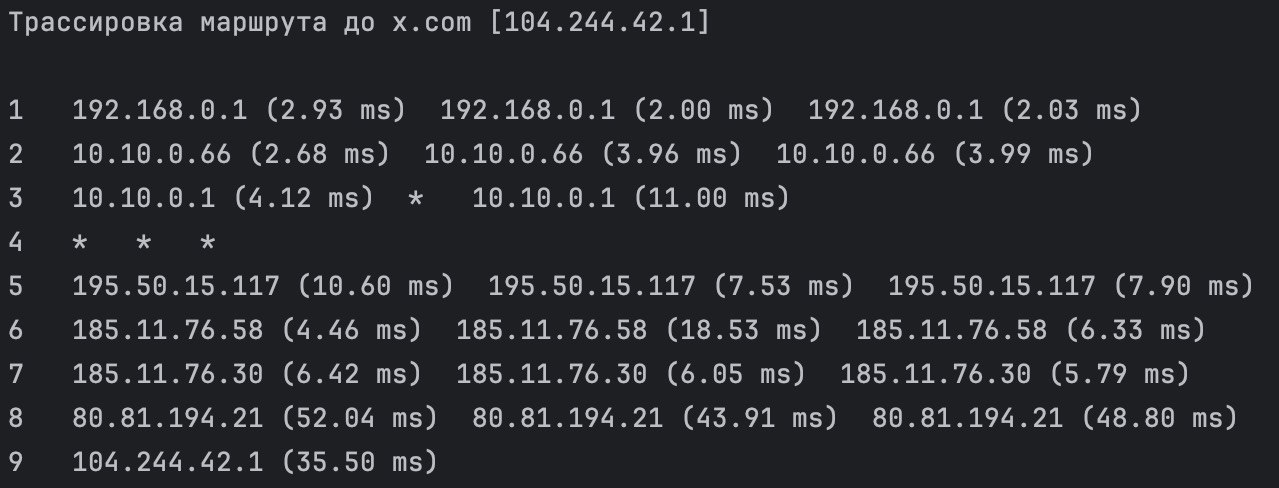 Трассировка маршрута до x.com [104.244.42.1]
1 192.168.0.1 (2.93 ms) 192.168.0.1 (2.00 ms) 192.168.0.1 (2.03 ms)
2 10.10.0.66 (2.68 ms) 10.10.0.66 (3.96 ms) 10.10.0.66 (3.99 ms)
3 10.10.0.1 (4.12 ms) * 10.10.0.1 (11.00 ms)
4 * * *
5 195.50.15.117 (10.60 ms) 195.50.15.117 (7.53 ms) 195.50.15.117 (7.90 ms)
6 185.11.76.58 (4.46 ms) 185.11.76.58 (18.53 ms) 185.11.76.58 (6.33 ms)
7 185.11.76.30 (6.42 ms) 185.11.76.30 (6.05 ms) 185.11.76.30 (5.79 ms)
8 80.81.194.21 (52.04 ms) 80.81.194.21 (43.91 ms) 80.81.194.21 (48.80 ms)
9 104.244.42.1 (35.50 ms)